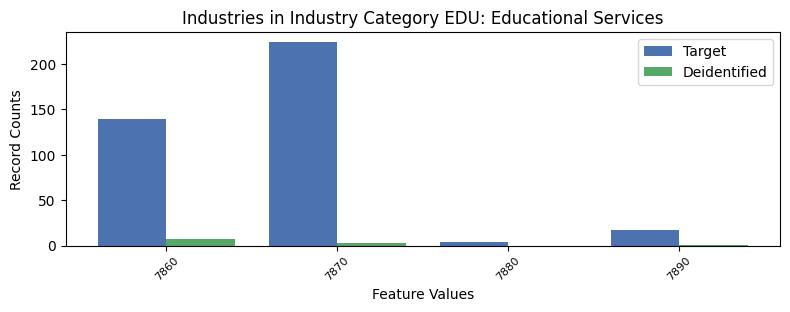 Industries in Industry Category EDU: Educational Services
Target
Deidentified
Record Counts
200
150
100
50
0
7860
7870
7880
7890
Feature Values